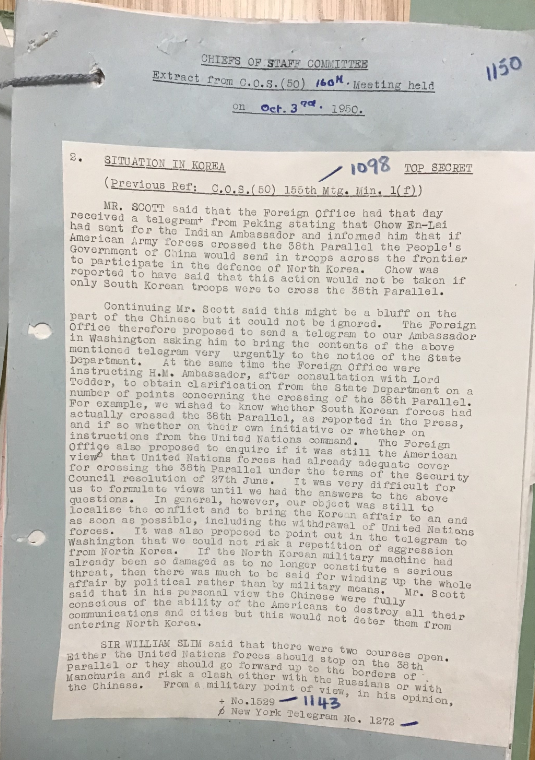 1150
CHIEFS OF STAFF COMMITTEE
Extract from C.O.S.(50) 160th Meeting held
on Oct. 3rd. 1950.
1098
2. SITUATION IN KOREA TOP SECRET
(Previous Ref: C.O.S.(50) 155th Mtg. Min. 1(f))
MR. SCOTT said that the Foreign Office had that day
received a telegram+ from Peking stating that Chow En-Lai
had sent for the Indian Ambassador and informed him that if
American Army forces crossed the 38th Parallel the People's
Government of China would send in troops across the frontier
to participate in the defence of North Korea. Chow was
reported to have said that this action would not be taken if
only South Korean troops were to cross the 38th Parallel.
Continuing Mr. Scott said this might be a bluff on the
part of the Chinese but it could not be ignored. The Foreign
Office therefore proposed to send a telegram to our Ambassador
in Washington asking him to bring the contents of the above
mentioned telegram very urgently to the notice of the State
Department. At the same time the Foreign Office were
instructing H.M. Ambassador, after consultation with Lord
Tedder, to obtain clarification from the State Department on a
number of points concerning the crossing of the 38th Parallel.
For example, we wished to know whether South Korean forces had
actually crossed the 38th Parallel, as reported in the Press,
and if so whether on their own initiative or whether on
instructions from the United Nations command. The Foreign
Office also proposed to enquire if it was still the American
view∅ that United Nations forces had already adequate cover
for crossing the 38th Parallel under the terms of the Security
Council resolution of 27th June. It was very difficult for
us to formulate views until we had the answers to the above
questions. In general, however, our object was still to
localise the conflict and to bring the Korean affair to an end
as soon as possible, including the withdrawal of United Nations
forces. It was also proposed to point out in the telegram to
Washington that we could not risk a repetition of aggression
from North Korea. If the North Korean military machine had
already been so damaged as to no longer constitute a serious
threat, then there was much to be said for winding up the whole
affair by political rather than by military means. Mr. Scott
said that in his personal view the Chinese were fully
conscious of the ability of the Americans to destroy all their
communications and cities but this would not deter them from
entering North Korea.
SIR WILLIAM SLIM said that there were two courses open.
Either the United Nations forces should stop on the 38th
Parallel or they should go forward up to the borders of
Manchuria and risk a clash either with the Russians or with
the Chinese. From a military point of view, in his opinion,
+ No.1529 — 1143
∅ New York Telegram No. 1272 —